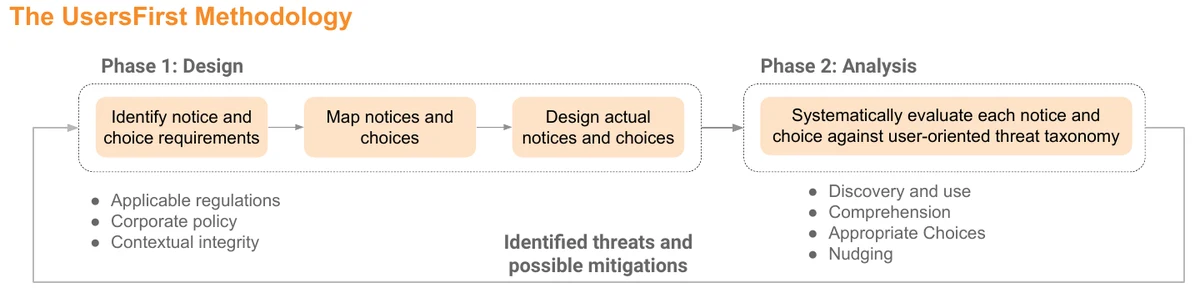 The UsersFirst Methodology
Phase 1: Design
Identify notice and
choice requirements
Map notices and
choices
Design actual
notices and choices
● Applicable regulations
● Corporate policy
● Contextual integrity
Phase 2: Analysis
Systematically evaluate each notice and
choice against user-oriented threat taxonomy
● Discovery and use
● Comprehension
● Appropriate Choices
● Nudging
Identified threats and
possible mitigations